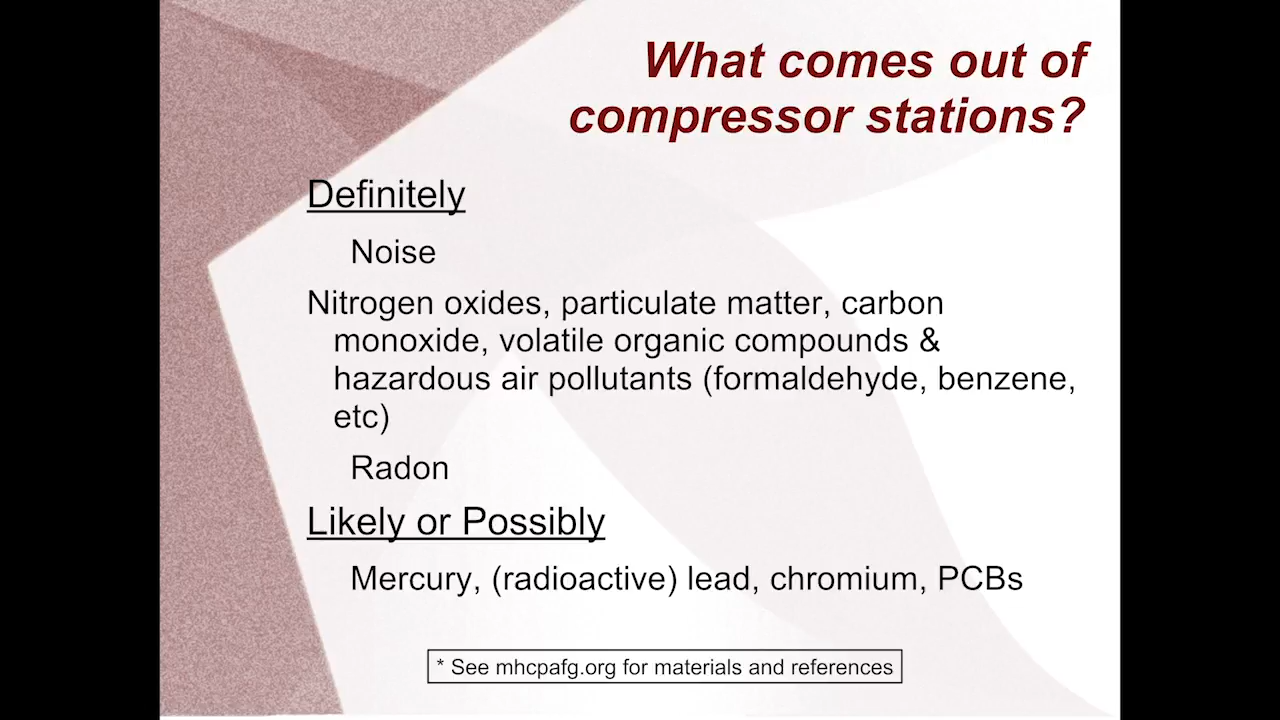 What comes out of
compressor stations?
Definitely
Noise
Nitrogen oxides, particulate matter, carbon
monoxide, volatile organic compounds &
hazardous air pollutants (formaldehyde, benzene,
etc)
Radon
Likely or Possibly
Mercury, (radioactive) lead, chromium, PCBs
* See mhcpafg.org for materials and references